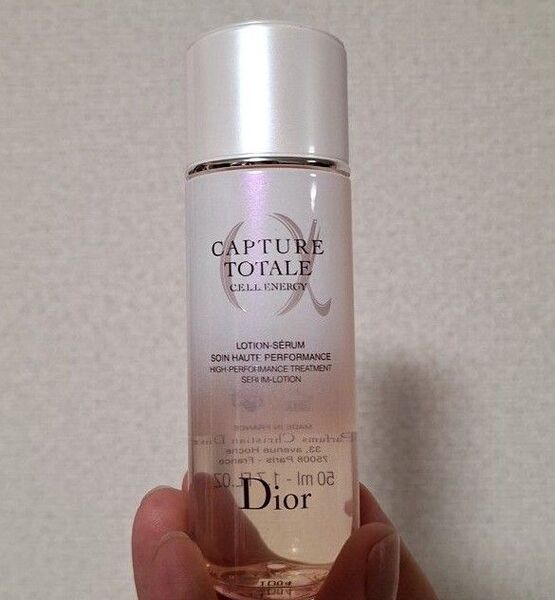 CAPTURE
TOTALE
CELL ENERGY
LOTION-SÉRUM
SOIN HAUTE PERFORMANCE
HIGH-PERFORMANCE TREATMENT
SERUM-LOTION
MADE IN FRANCE
Parfums Christian Dior
33, avenue Hoche
75008 Paris - France
50 ml - 1.7 FL.OZ
Dior